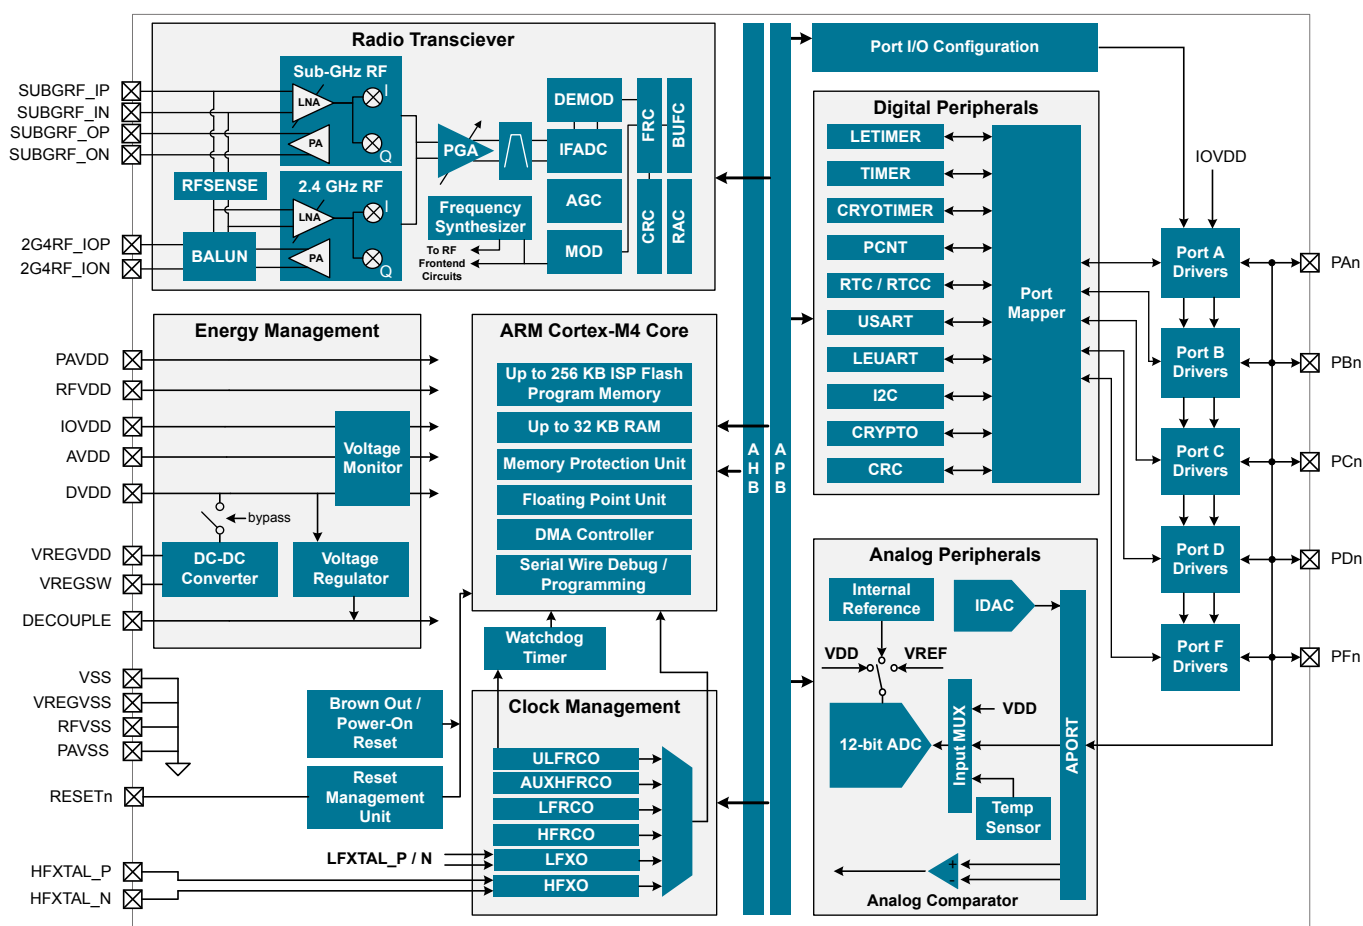 Radio Transciever
SUBGRF_IP
SUBGRF_IN
SUBGRF_OP
SUBGRF_ON
2G4RF_IOP
2G4RF_ION
Sub-GHz RF
LNA
I
PA
Q
RFSENSE
2.4 GHz RF
LNA
I
PA
Q
BALUN
PGA
Frequency
Synthesizer
To RF
Frontend
Circuits
DEMOD
IFADC
AGC
MOD
FRC
BUFC
CRC
RAC
Energy Management
PAVDD
RFVDD
IOVDD
AVDD
DVDD
VREGVDD
VREGSW
DECOUPLE
Voltage
Monitor
bypass
DC-DC
Converter
Voltage
Regulator
VSS
VREGVSS
RFVSS
PAVSS
RESETn
HFXTAL_P
HFXTAL_N
ARM Cortex-M4 Core
Up to 256 KB ISP Flash
Program Memory
Up to 32 KB RAM
Memory Protection Unit
Floating Point Unit
DMA Controller
Serial Wire Debug /
Programming
Watchdog
Timer
Brown Out /
Power-On
Reset
Reset
Management
Unit
Clock Management
ULFRCO
AUXHFRCO
LFRCO
HFRCO
LFXO
HFXO
LFXTAL_P / N
AHB
APB
Port I/O Configuration
Digital Peripherals
LETIMER
TIMER
CRYOTIMER
PCNT
RTC / RTCC
USART
LEUART
I2C
CRYPTO
CRC
Port
Mapper
IOVDD
Port A
Drivers
Port B
Drivers
Port C
Drivers
Port D
Drivers
Port F
Drivers
PAn
PBn
PCn
PDn
PFn
Analog Peripherals
Internal
Reference
IDAC
VDD
VREF
12-bit ADC
Input MUX
VDD
Temp
Sensor
APORT
+
-
Analog Comparator